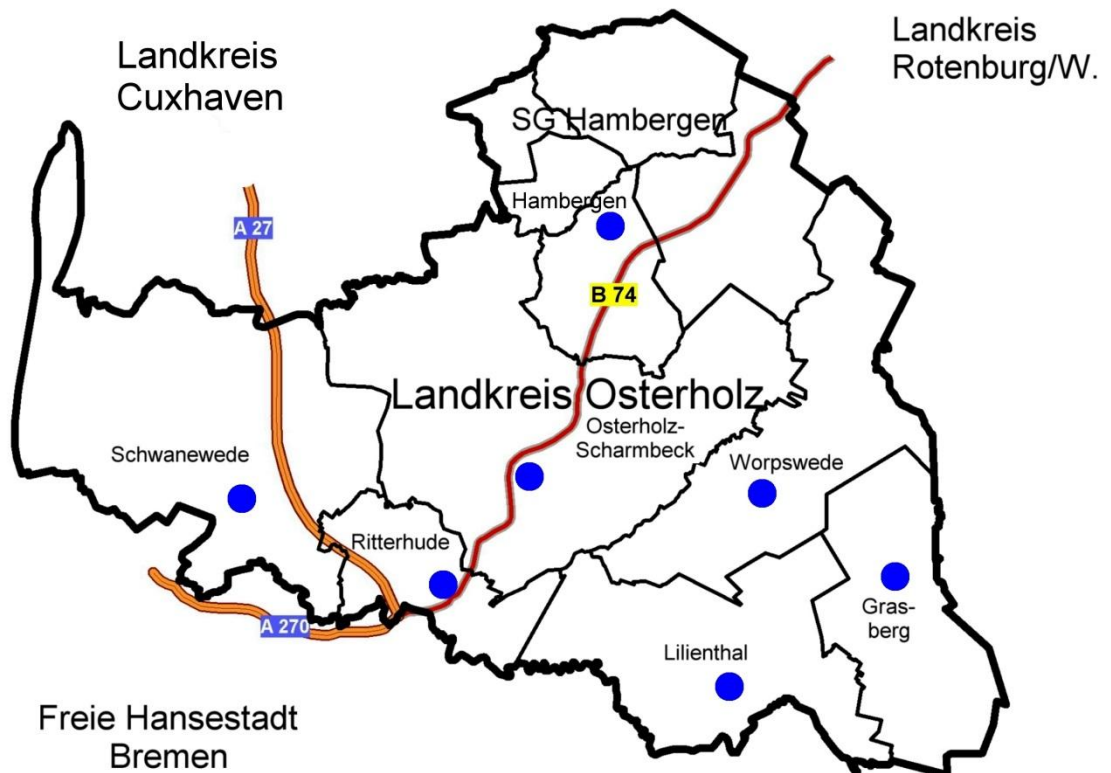 Landkreis
Cuxhaven
Landkreis
Rotenburg/W.
SG Hambergen
Hambergen
A 27
B 74
Landkreis Osterholz
Osterholz-
Scharmbeck
Schwanewede
Worpswede
Ritterhude
Gras-
berg
A 270
Lilienthal
Freie Hansestadt
Bremen